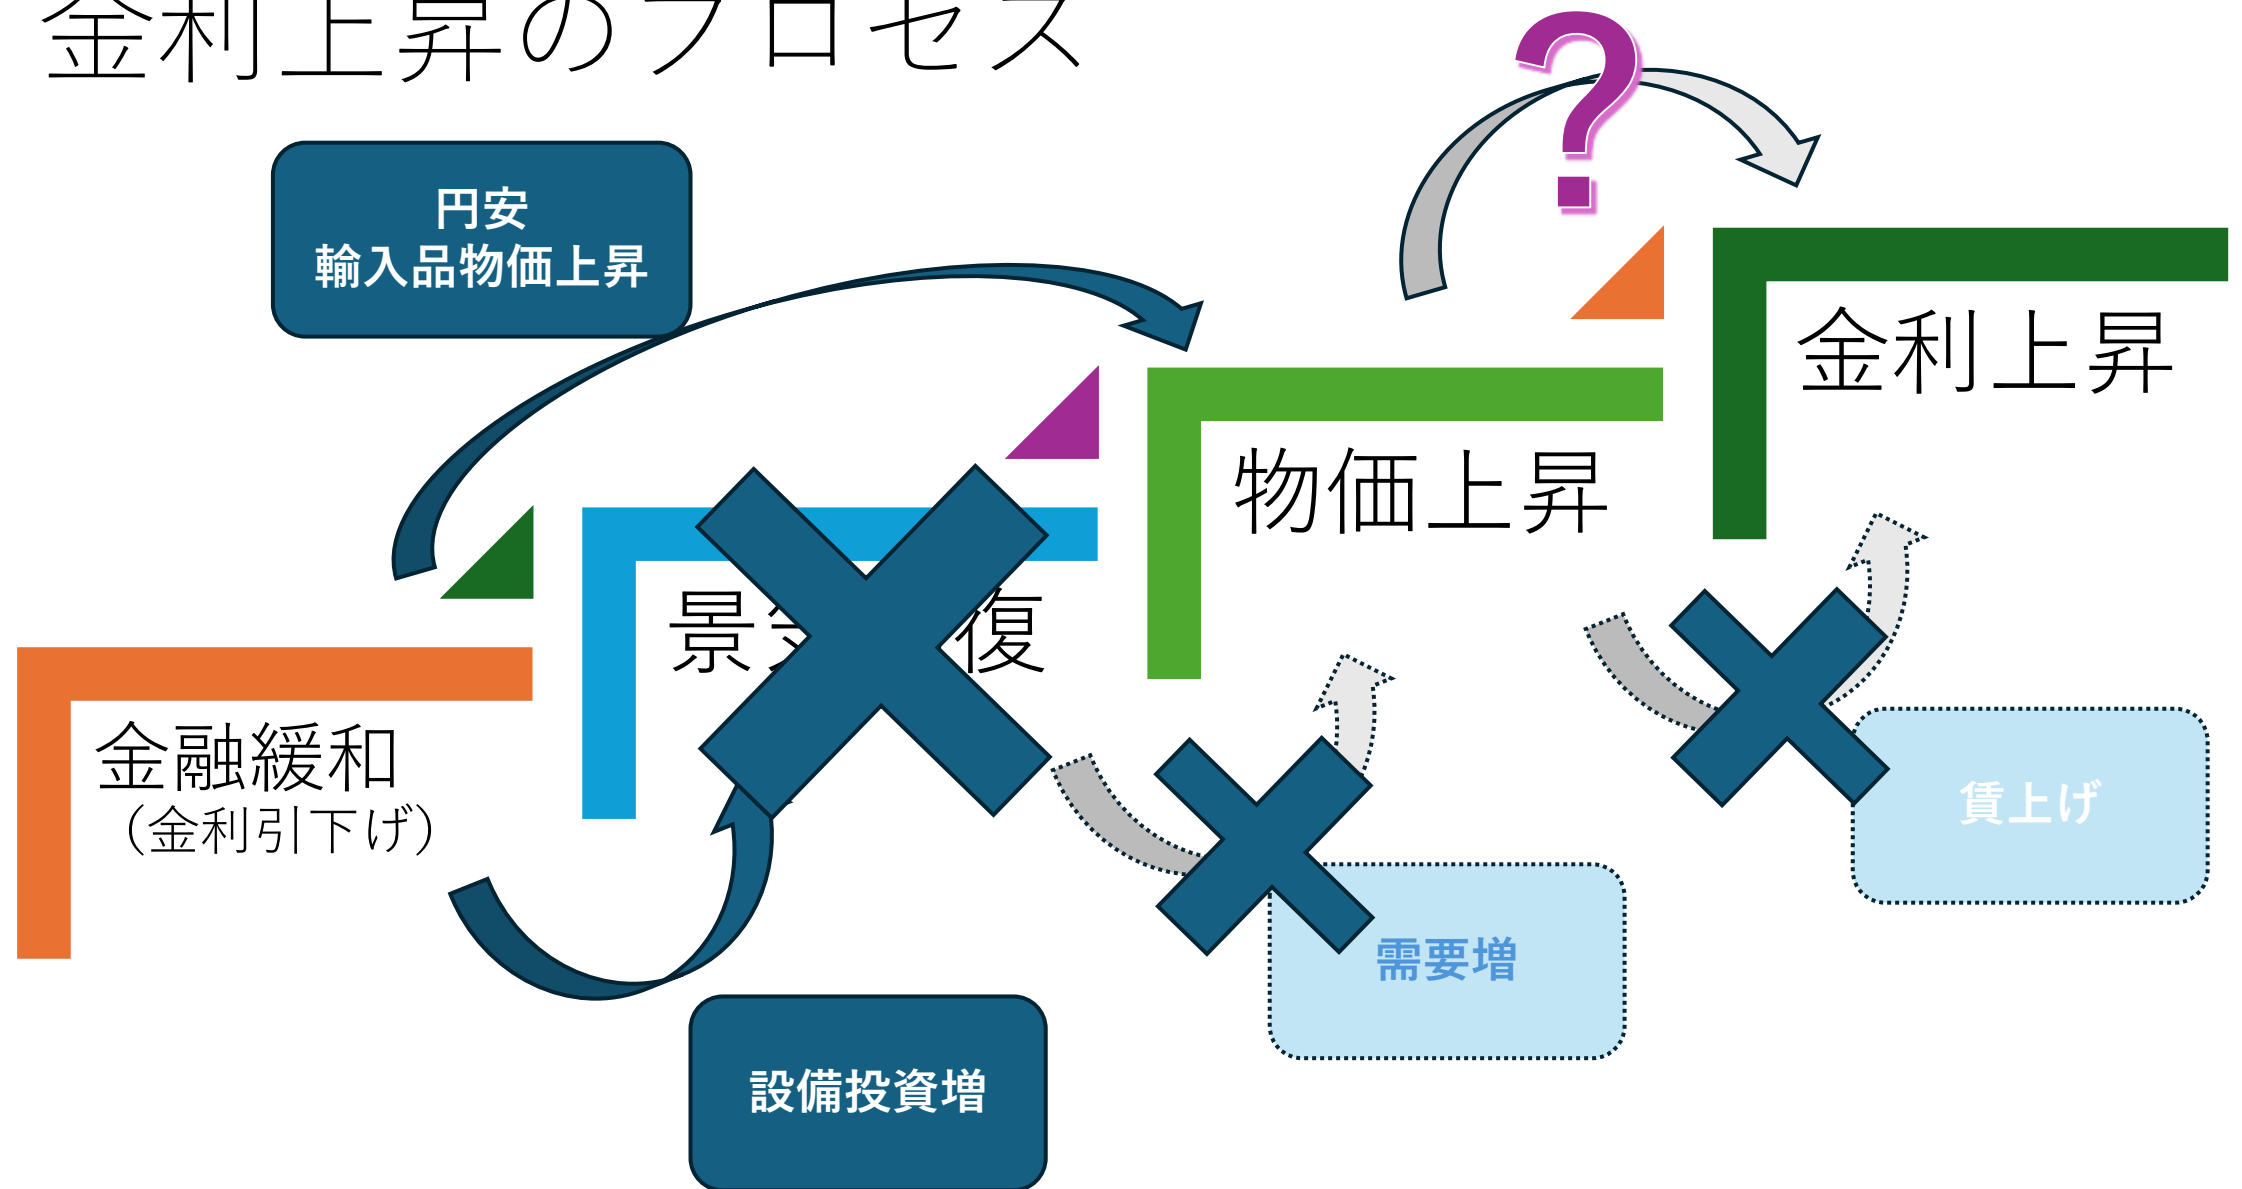 金利上昇のプロセス
?
円安
輸入品物価上昇
金利上昇
物価上昇
景 復
金融緩和
（金利引下げ）
賃上げ
需要増
設備投資増